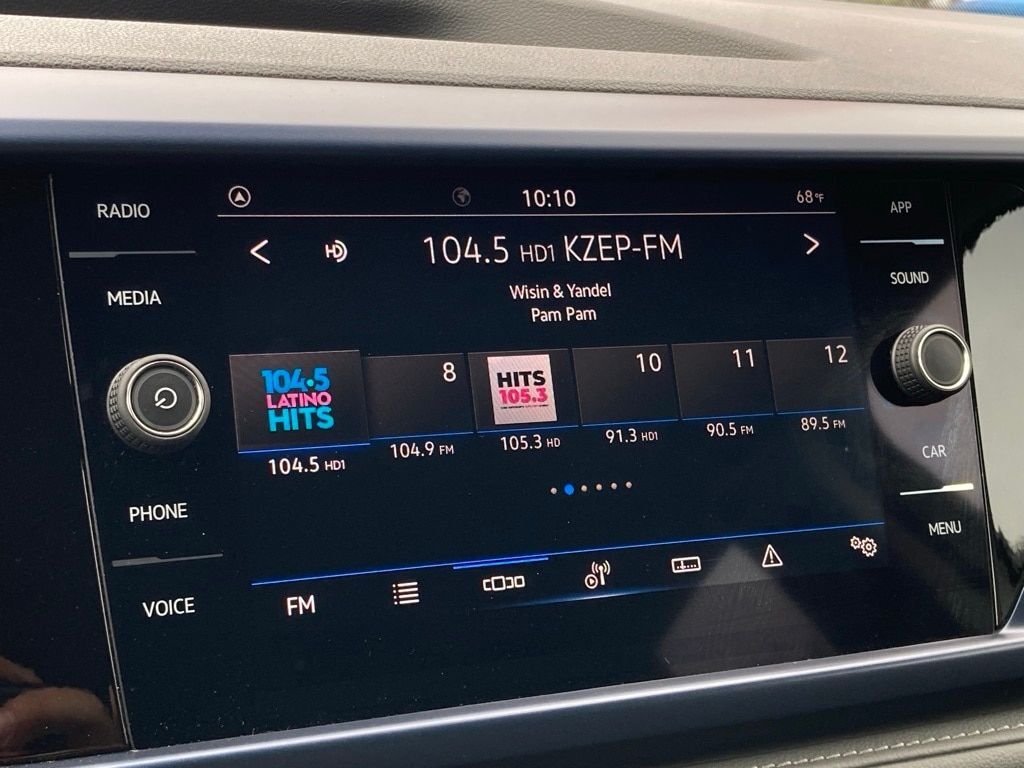 RADIO
MEDIA
PHONE
VOICE
10:10
68°F
HD
104.5 HD1 KZEP-FM
Wisin & Yandel
Pam Pam
104•5
LATINO
HITS
104.5 HD1
8
104.9 FM
HITS
105.3
105.3 HD
10
91.3 HD1
11
90.5 FM
12
89.5 FM
FM
APP
SOUND
CAR
MENU